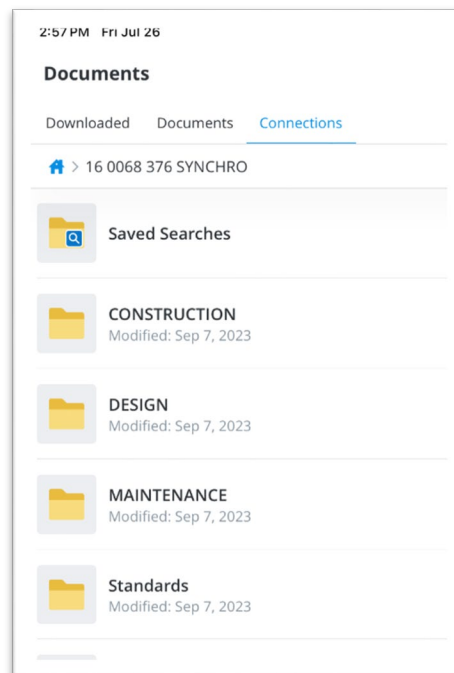 2:57 PM Fri Jul 26
Documents
Downloaded Documents Connections
> 16 0068 376 SYNCHRO
Saved Searches
CONSTRUCTION
Modified: Sep 7, 2023
DESIGN
Modified: Sep 7, 2023
MAINTENANCE
Modified: Sep 7, 2023
Standards
Modified: Sep 7, 2023